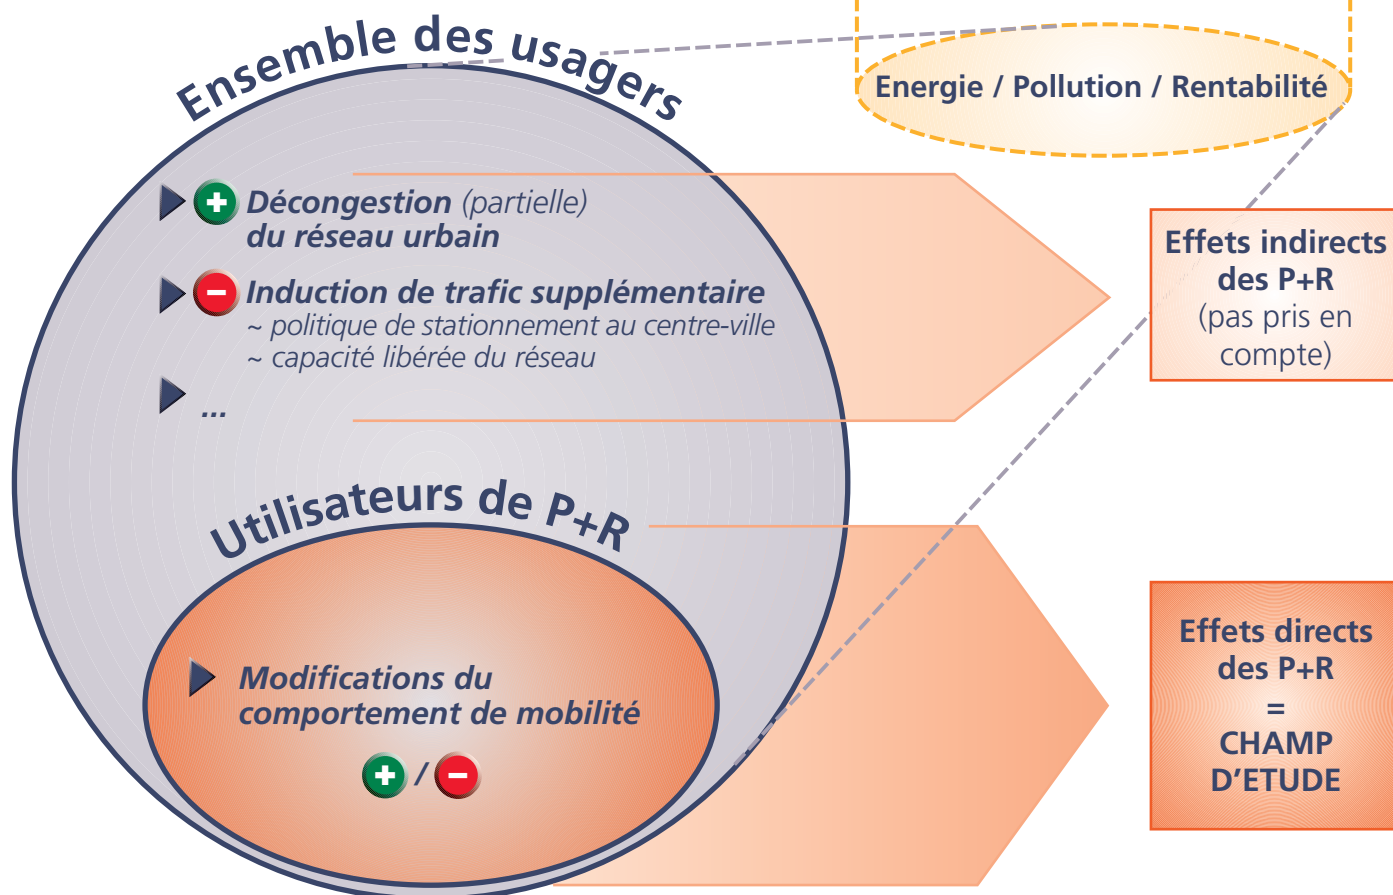 Ensemble des usagers
Energie / Pollution / Rentabilité
+ Décongestion (partielle)
du réseau urbain
− Induction de trafic supplémentaire
~ politique de stationnement au centre-ville
~ capacité libérée du réseau
...
Effets indirects
des P+R
(pas pris en
compte)
Utilisateurs de P+R
Modifications du
comportement de mobilité
+ / −
Effets directs
des P+R
=
CHAMP
D'ETUDE